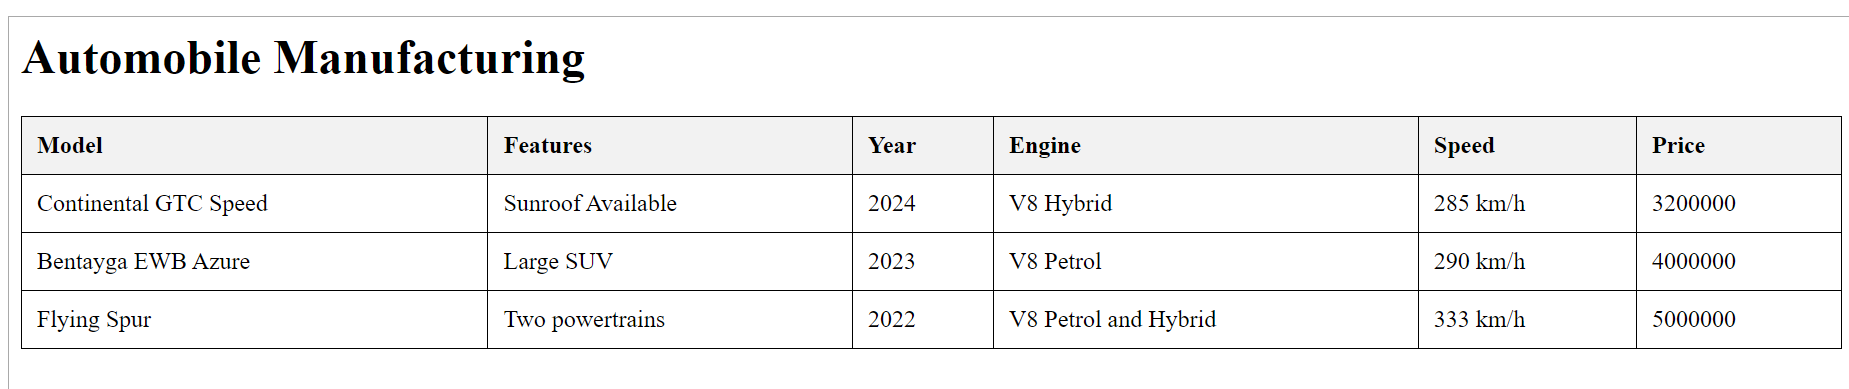 Automobile Manufacturing
Model Features Year Engine Speed Price
Continental GTC Speed Sunroof Available 2024 V8 Hybrid 285 km/h 3200000
Bentayga EWB Azure Large SUV 2023 V8 Petrol 290 km/h 4000000
Flying Spur Two powertrains 2022 V8 Petrol and Hybrid 333 km/h 5000000